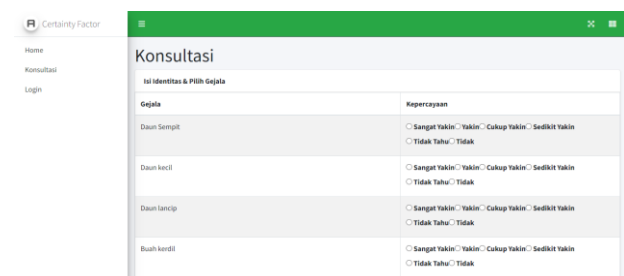 Certainty Factor
Home
Konsultasi
Login
Konsultasi
Isi Identitas & Pilih Gejala
Gejala Kepercayaan
Daun Sempit Sangat Yakin Yakin Cukup Yakin Sedikit Yakin
Tidak Tahu Tidak
Daun kecil Sangat Yakin Yakin Cukup Yakin Sedikit Yakin
Tidak Tahu Tidak
Daun lancip Sangat Yakin Yakin Cukup Yakin Sedikit Yakin
Tidak Tahu Tidak
Buah kerdil Sangat Yakin Yakin Cukup Yakin Sedikit Yakin
Tidak Tahu Tidak